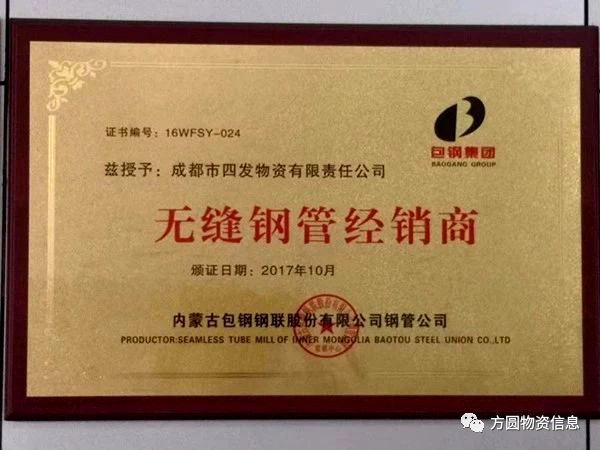 证书编号：16WFSY-024
包钢集团
BAOGANG GROUP
兹授予：成都市四发物资有限责任公司
无缝钢管经销商
颁证日期：2017年10月
内蒙古包钢钢联股份有限公司钢管公司
PRODUCTOR:SEAMLESS TUBE MILL OF INNER MONGOLIA BAOTOU STEEL UNION CO.,LTD
方圆物资信息